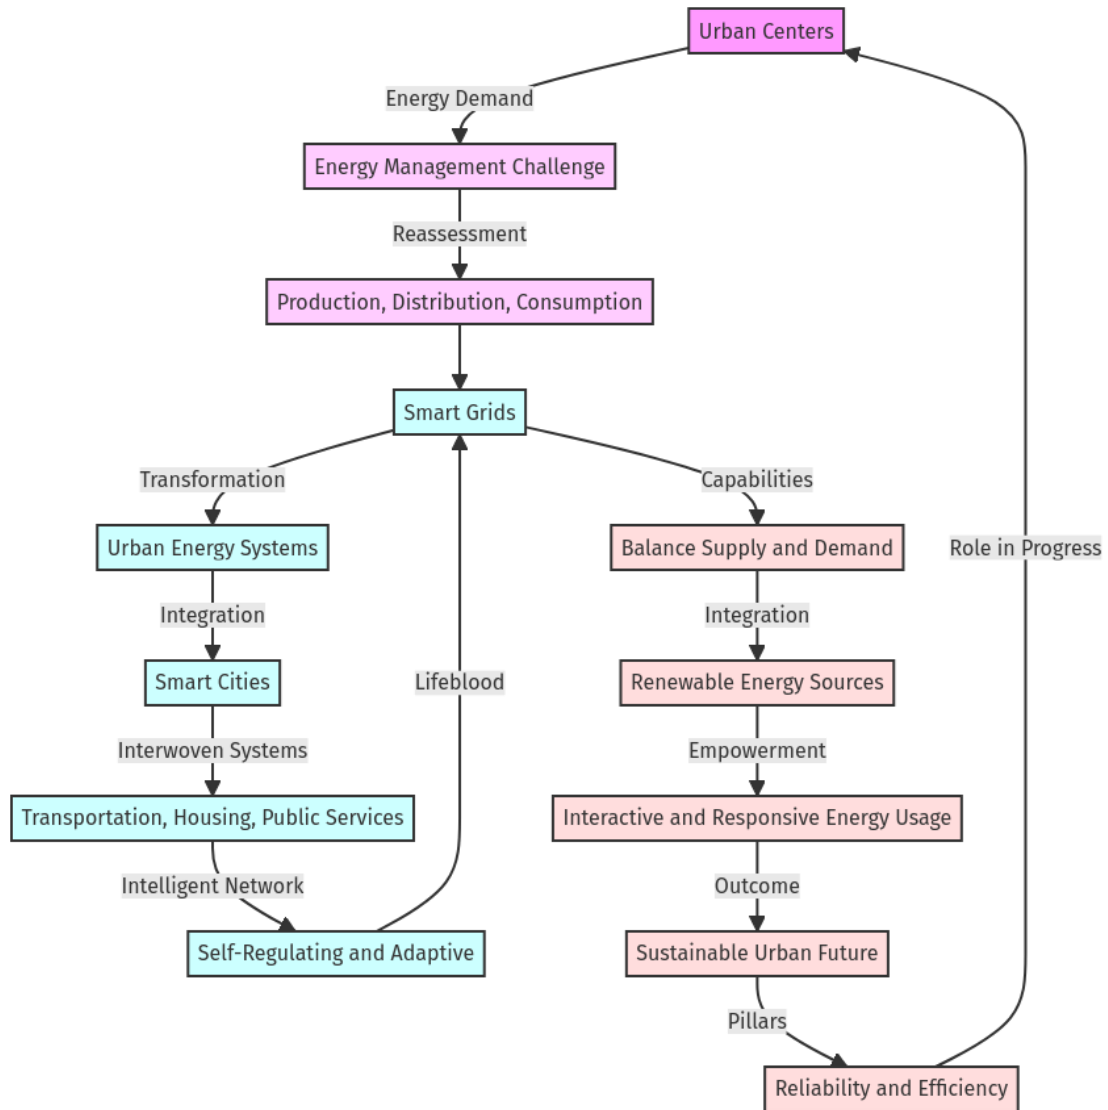 Urban Centers
Energy Demand
Energy Management Challenge
Reassessment
Production, Distribution, Consumption
Smart Grids
Transformation
Capabilities
Urban Energy Systems
Balance Supply and Demand
Role in Progress
Integration
Integration
Smart Cities
Lifeblood
Renewable Energy Sources
Interwoven Systems
Empowerment
Transportation, Housing, Public Services
Interactive and Responsive Energy Usage
Intelligent Network
Outcome
Self-Regulating and Adaptive
Sustainable Urban Future
Pillars
Reliability and Efficiency